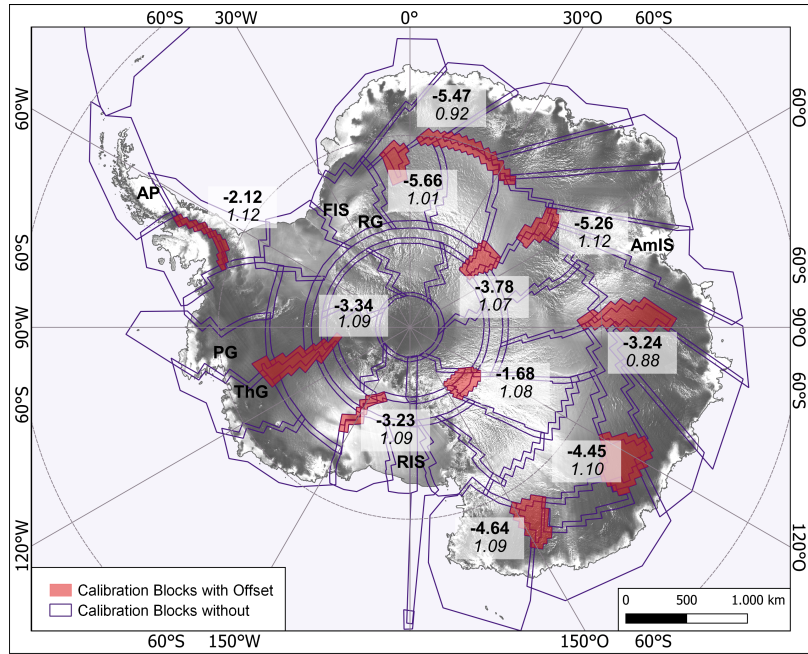 60°S 30°W 0° 30°O 60°S
60°W
60°O
-5.47
0.92
-5.66
1.01
AP
-2.12
1.12
FIS
RG
-5.26
1.12
AmIS
60°S
60°S
-3.78
1.07
-3.34
1.09
90°W
90°O
-3.24
0.88
PG
ThG
-1.68
1.08
60°S
60°S
-3.23
1.09
RIS
-4.45
1.10
-4.64
1.09
120°W
120°O
Calibration Blocks with Offset
Calibration Blocks without
0 500 1.000 km
60°S 150°W 150°O 60°S